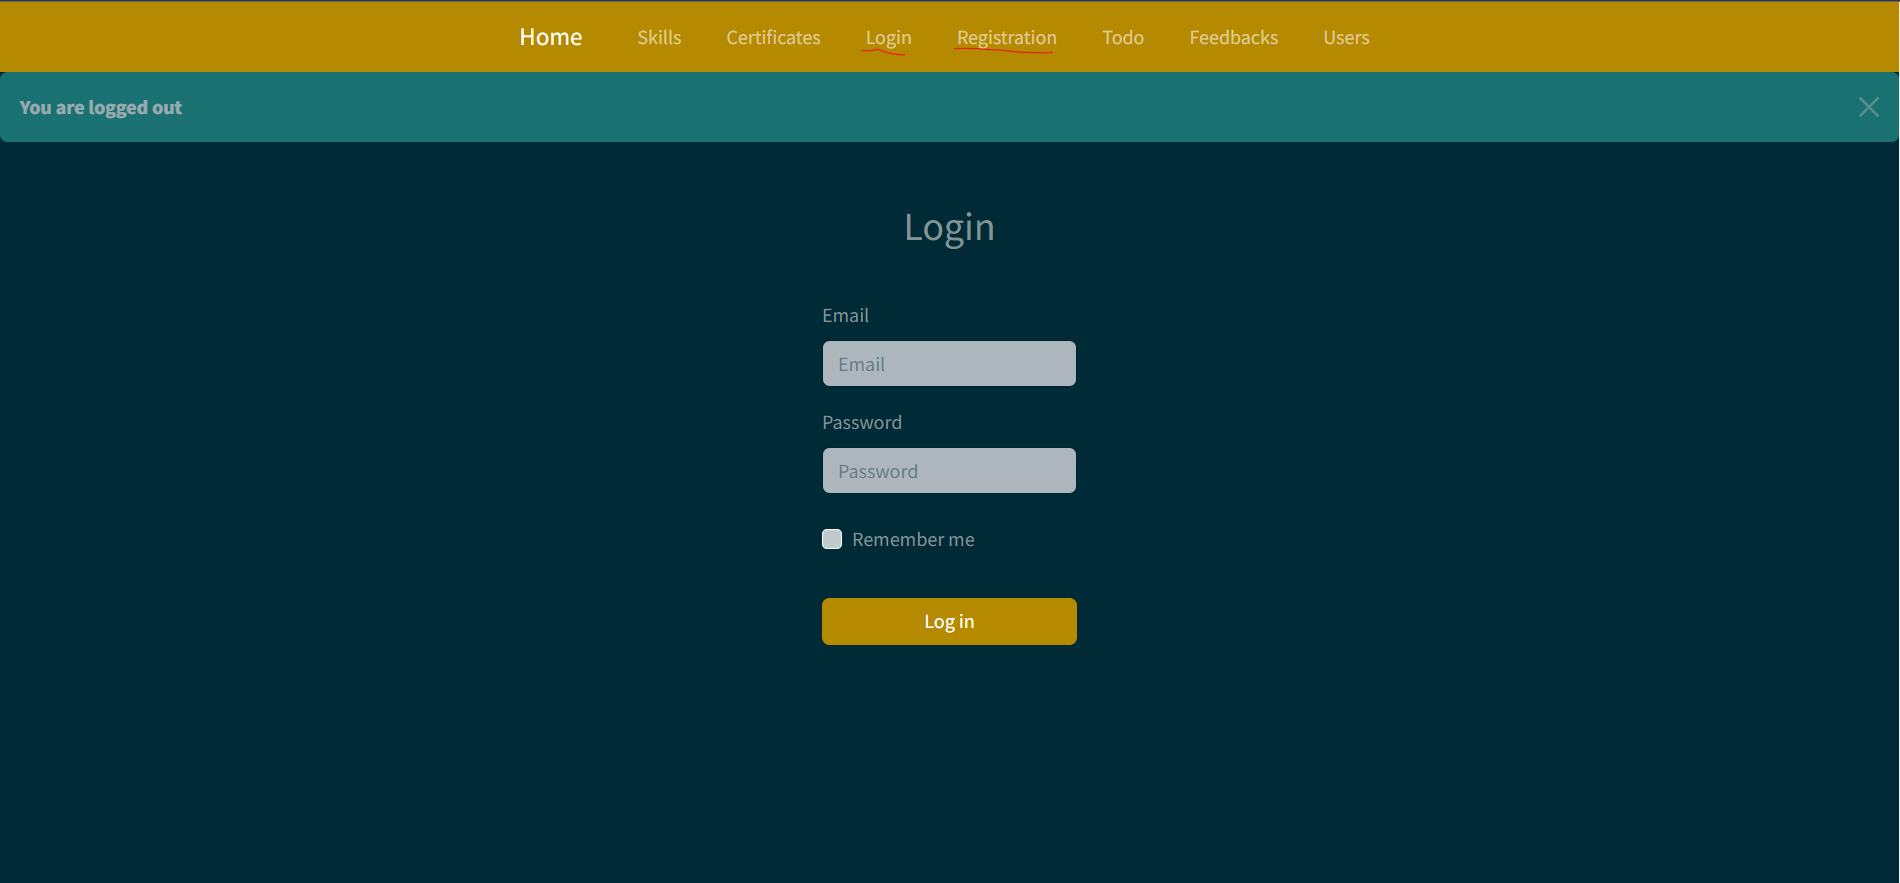 Home Skills Certificates Login Registration Todo Feedbacks Users
You are logged out
Login
Email
Email
Password
Password
Remember me
Log in